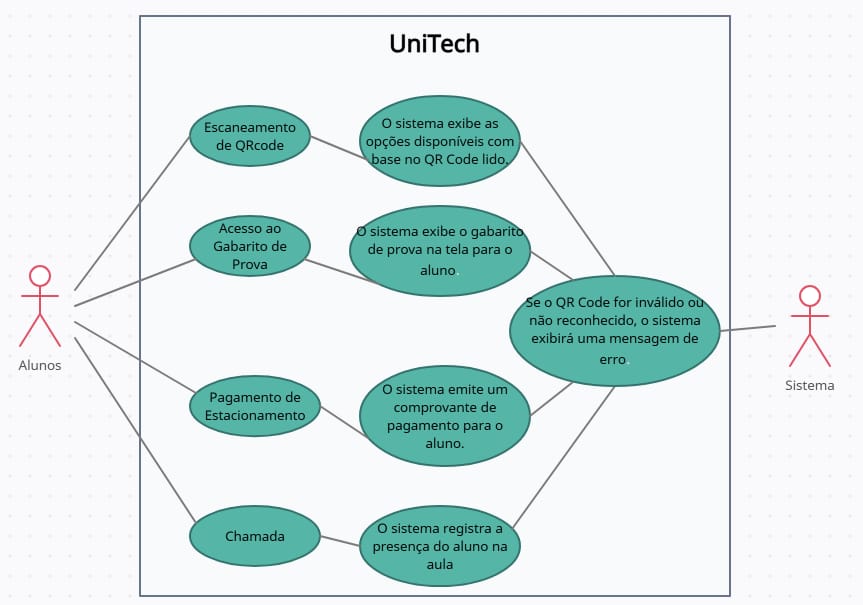 UniTech
Escaneamento
de QRcode
O sistema exibe as
opções disponíveis com
base no QR Code lido.
Acesso ao
Gabarito de
Prova
O sistema exibe o gabarito
de prova na tela para o
aluno.
Se o QR Code for inválido ou
não reconhecido, o sistema
exibirá uma mensagem de
erro.
Alunos
Sistema
Pagamento de
Estacionamento
O sistema emite um
comprovante de
pagamento para o
aluno.
Chamada
O sistema registra a
presença do aluno na
aula